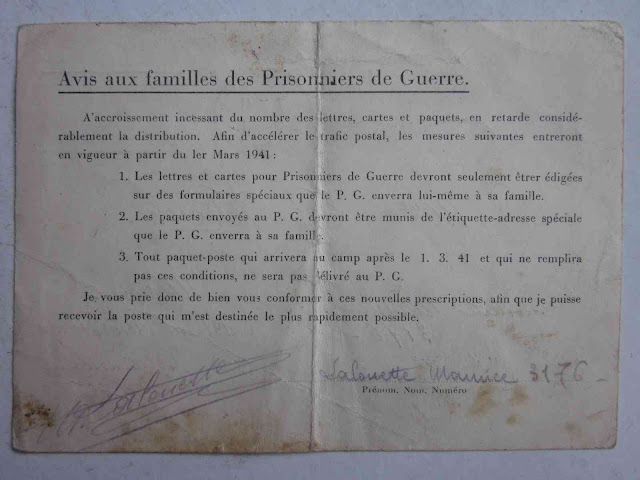 Avis aux familles des Prisonniers de Guerre.
A'accroissement incessant du nombre des lettres, cartes et paquets, en retarde considé-
rablement la distribution. Afin d'accélérer le trafic postal, les mesures suivantes entreront
en vigueur à partir du 1er Mars 1941 :
1. Les lettres et cartes pour Prisonniers de Guerre devront seulement êtrer édigées
sur des formulaires spéciaux que le P. G. enverra lui-même à sa famille.
2. Les paquets envoyés au P. G. devront être munis de l'étiquette-adresse spéciale
que le P. G. enverra à sa famille.
3. Tout paquet-poste qui arrivera au camp après le 1. 3. 41 et qui ne remplira
pas ces conditions, ne sera pas délivré au P. G.
Je vous prie donc de bien vous conformer à ces nouvelles prescriptions, afin que je puisse
recevoir la poste qui m'est destinée le plus rapidement possible.
Lalouette Maurice 3176
Prénom, Nom, Numéro
M. Lalouette